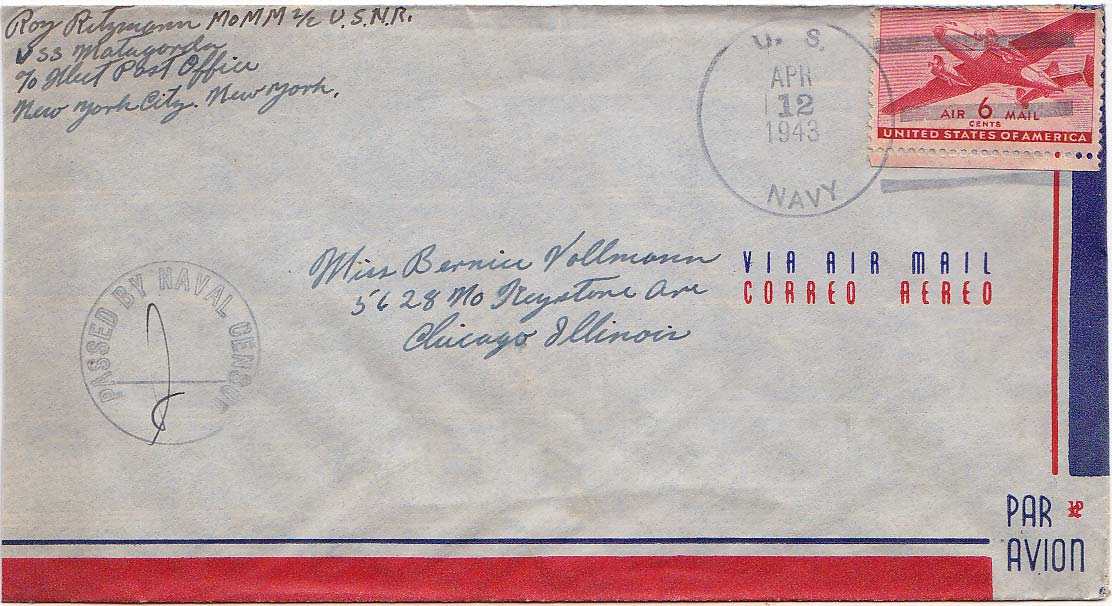 Roy Ritzmann MoMM 2/c U.S.N.R.
USS Matagorda
℅ Fleet Post Office
New York City. New York.
U. S.
APR
12
1943
NAVY
AIR 6 MAIL
CENTS
UNITED STATES OF AMERICA
Miss Bernice Vollmann
5628 No Keystone Ave
Chicago Illinois
VIA AIR MAIL
CORREO AEREO
PASSED BY NAVAL CENSOR
PAR
AVION